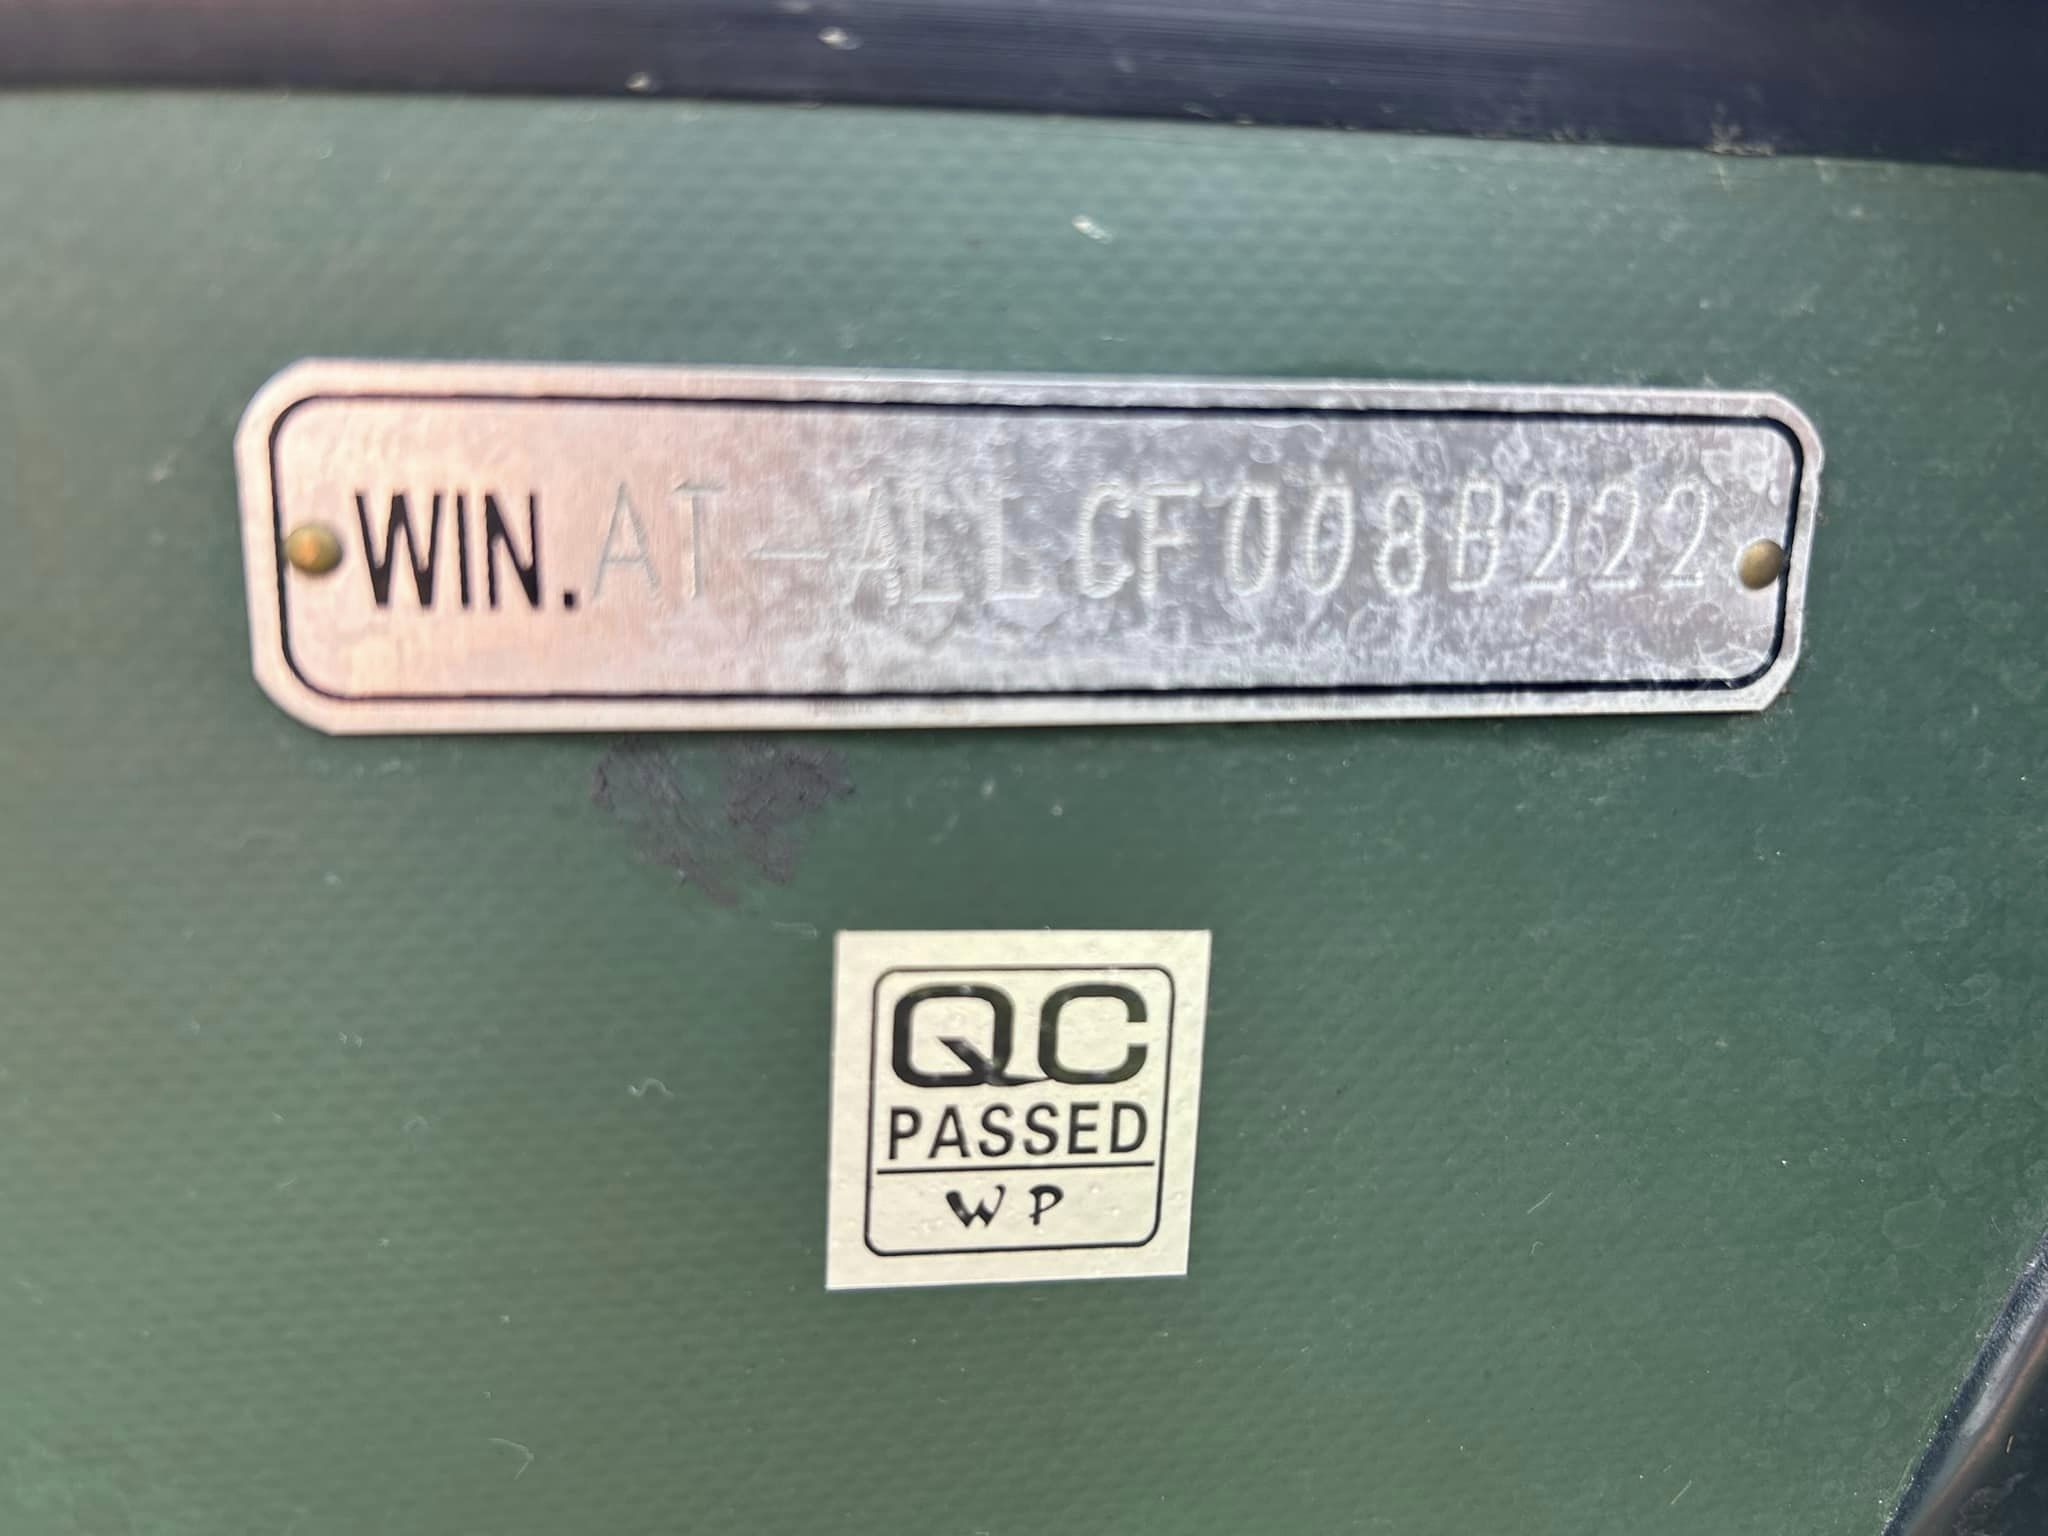 WIN.AT-ALLCF008B222
QC
PASSED
WP